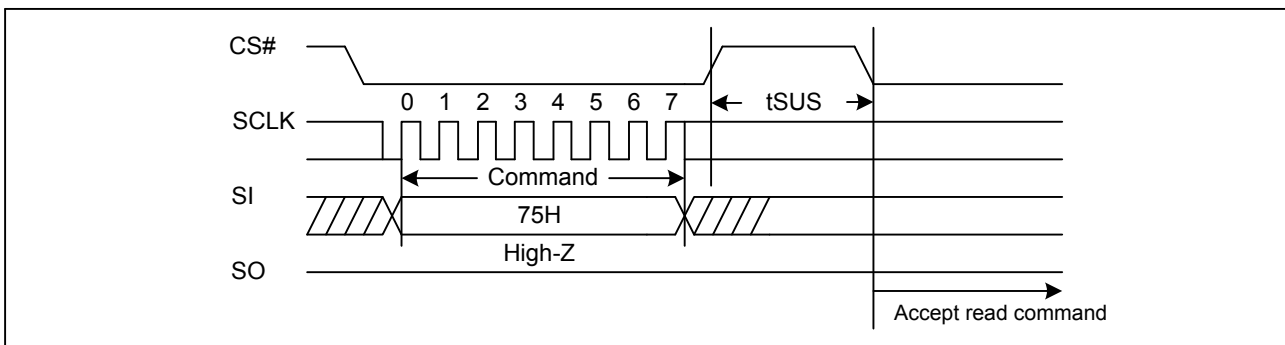 CS#
0 1 2 3 4 5 6 7
tSUS
SCLK
Command
SI
75H
High-Z
SO
Accept read command